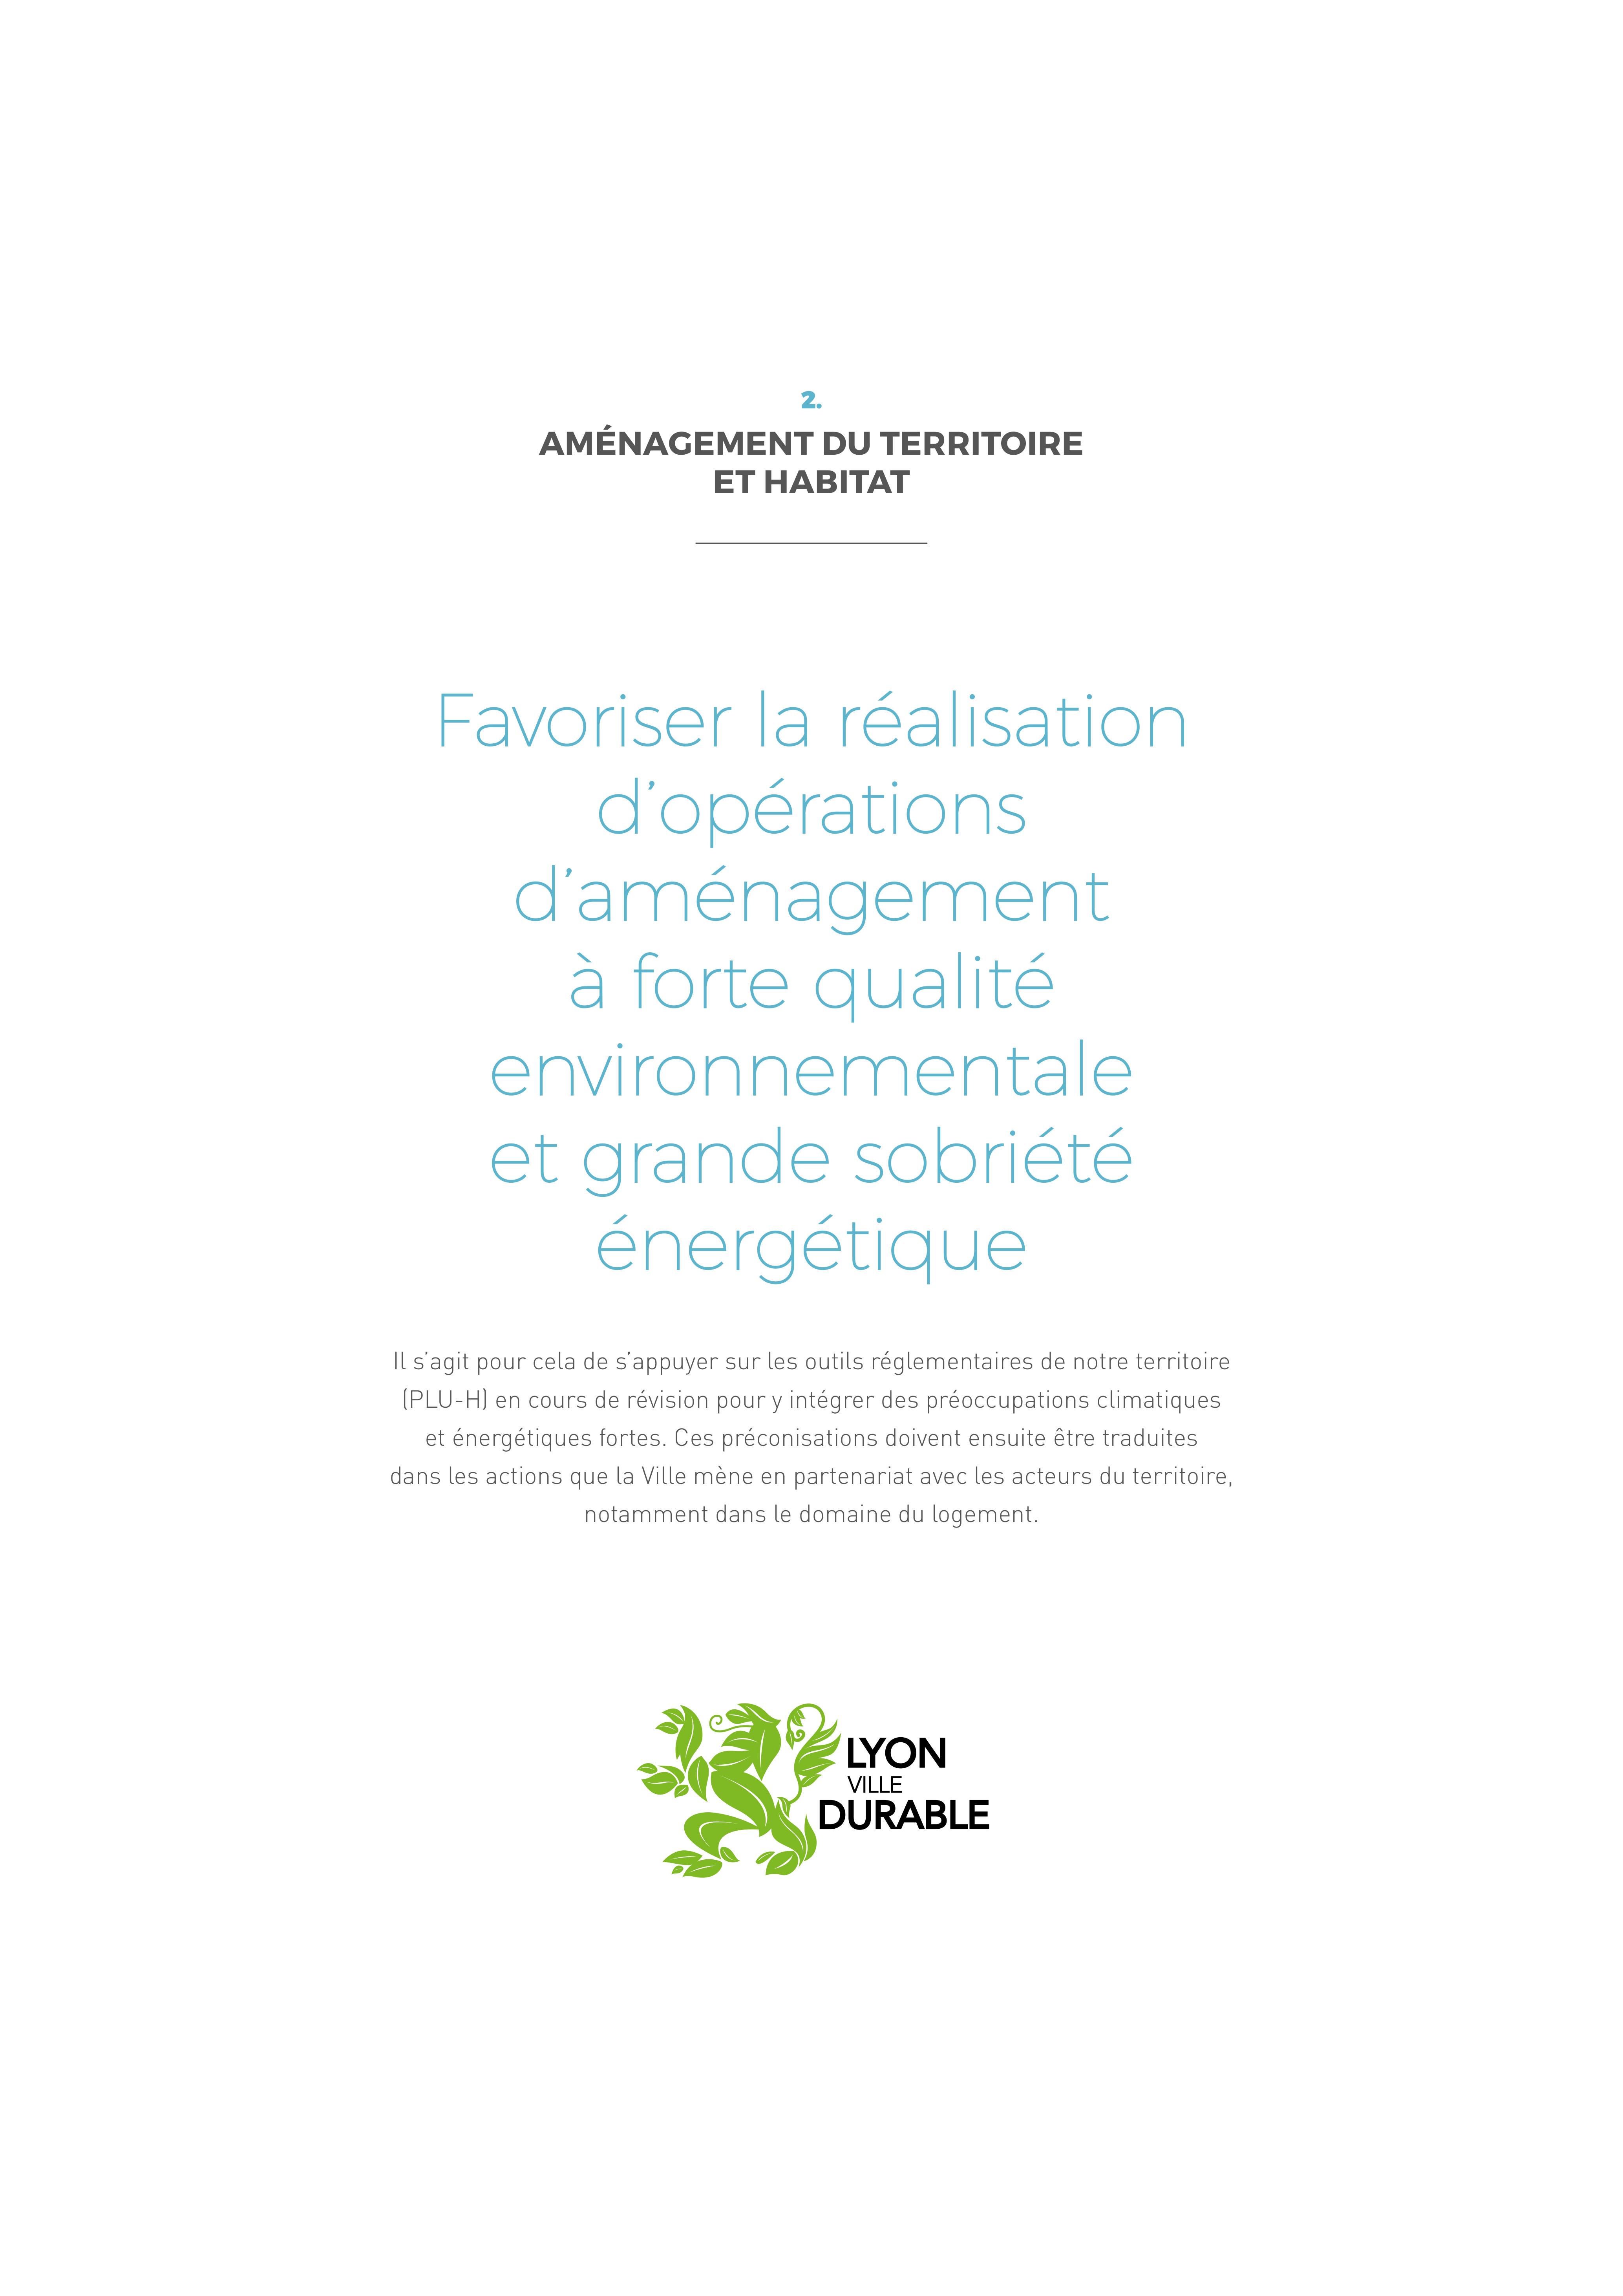 2.
AMÉNAGEMENT DU TERRITOIRE
ET HABITAT
Favoriser la réalisation
d’opérations
d’aménagement
à forte qualité
environnementale
et grande sobriété
énergétique
Il s’agit pour cela de s’appuyer sur les outils réglementaires de notre territoire
(PLU-H) en cours de révision pour y intégrer des préoccupations climatiques
et énergétiques fortes. Ces préconisations doivent ensuite être traduites
dans les actions que la Ville mène en partenariat avec les acteurs du territoire,
notamment dans le domaine du logement.
LYON
VILLE
DURABLE